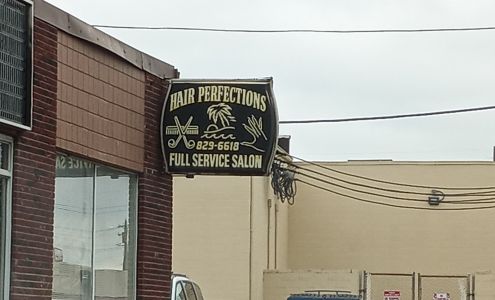 HAIR PERFECTIONS
829-6618
FULL SERVICE SALON